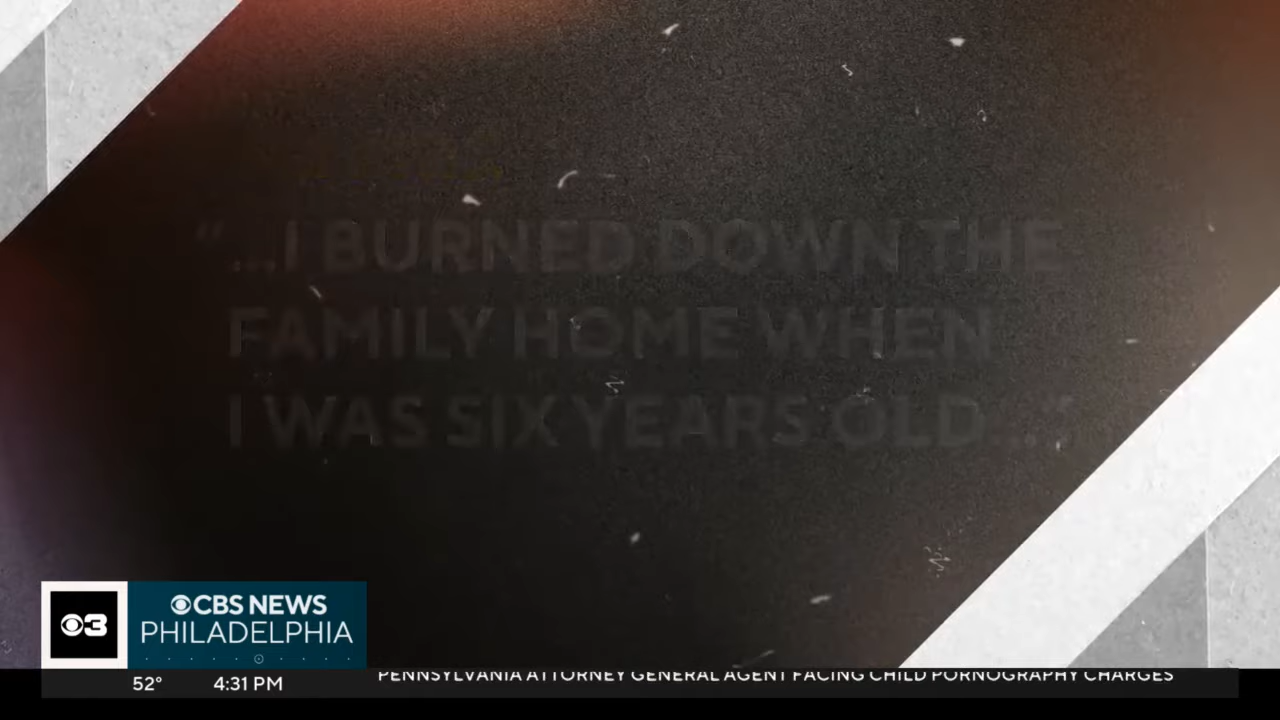 "...I BURNED DOWN THE
FAMILY HOME WHEN
I WAS SIX YEARS OLD..."
CBS NEWS
3 PHILADELPHIA
52° 4:31 PM PENNSYLVANIA ATTORNEY GENERAL AGENT FACING CHILD PORNOGRAPHY CHARGES